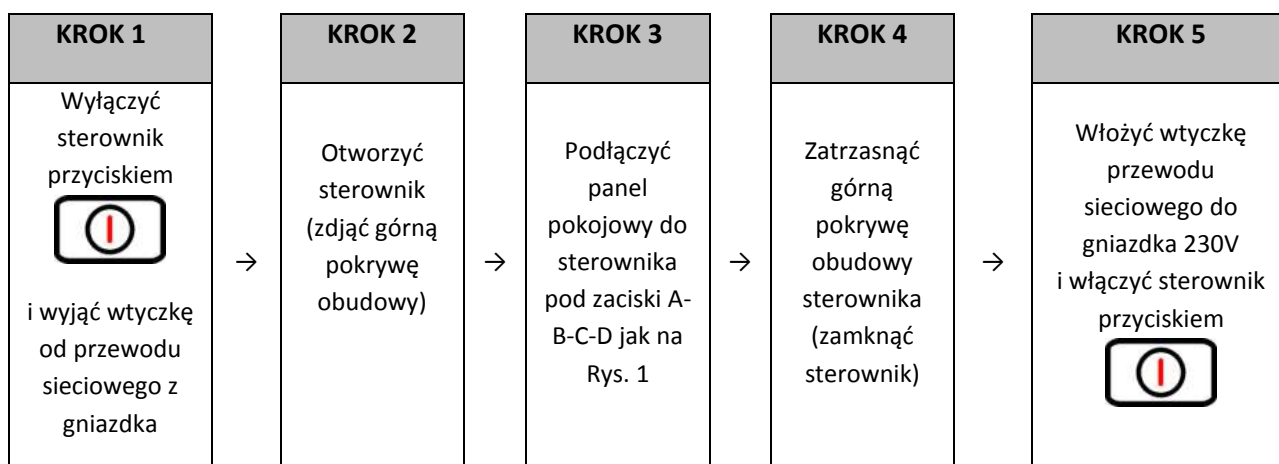 KROK 1
Wyłączyć
sterownik
przyciskiem
i wyjąć wtyczkę
od przewodu
sieciowego z
gniazdka
→
KROK 2
Otworzyć
sterownik
(zdjąć górną
pokrywę
obudowy)
→
KROK 3
Podłączyć
panel
pokojowy do
sterownika
pod zaciski A-
B-C-D jak na
Rys. 1
→
KROK 4
Zatrzasnąć
górną
pokrywę
obudowy
sterownika
(zamknąć
sterownik)
→
KROK 5
Włożyć wtyczkę
przewodu
sieciowego do
gniazdka 230V
i włączyć sterownik
przyciskiem